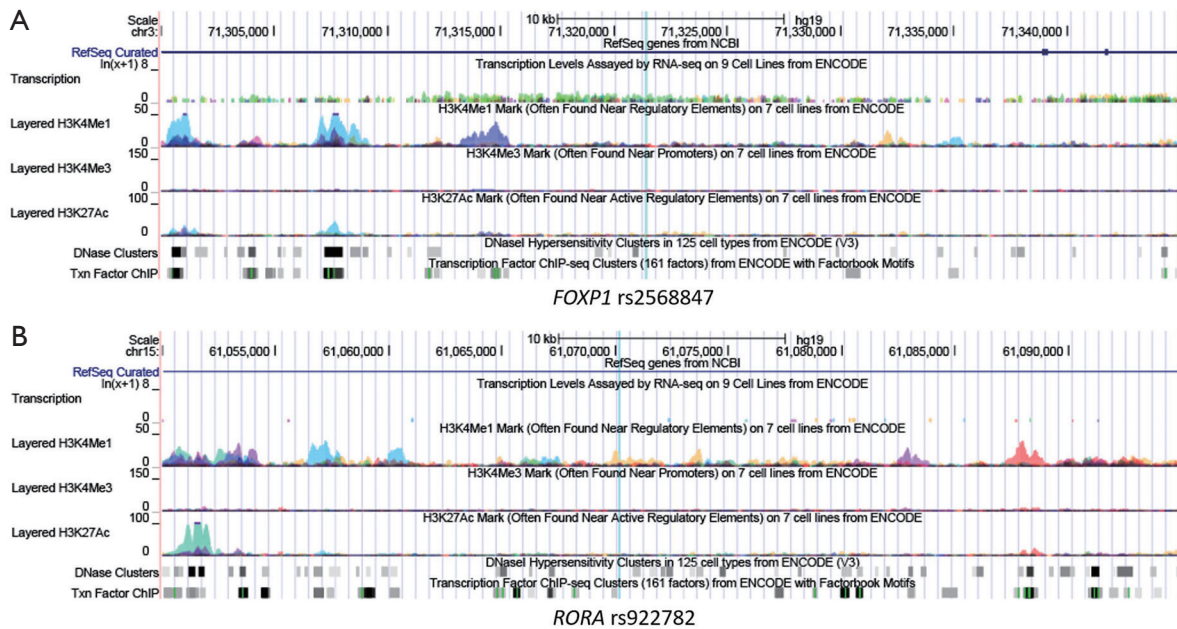 A
Scale 10 kb hg19
chr3: 71,305,000 71,310,000 71,315,000 71,320,000 71,325,000 71,330,000 71,335,000 71,340,000
RefSeq genes from NCBI
RefSeq Curated
ln(x+1) 8 Transcription Levels Assayed by RNA-seq on 9 Cell Lines from ENCODE
Transcription
0
H3K4Me1 Mark (Often Found Near Regulatory Elements) on 7 cell lines from ENCODE
50
Layered H3K4Me1
0
H3K4Me3 Mark (Often Found Near Promoters) on 7 cell lines from ENCODE
150
Layered H3K4Me3
0
H3K27Ac Mark (Often Found Near Active Regulatory Elements) on 7 cell lines from ENCODE
100
Layered H3K27Ac
0
DNaseI Hypersensitivity Clusters in 125 cell types from ENCODE (V3)
DNase Clusters
Transcription Factor ChIP-seq Clusters (161 factors) from ENCODE with Factorbook Motifs
Txn Factor ChIP
FOXP1 rs2568847
B
Scale 10 kb hg19
chr15: 61,055,000 61,060,000 61,065,000 61,070,000 61,075,000 61,080,000 61,085,000 61,090,000
RefSeq genes from NCBI
RefSeq Curated
ln(x+1) 8 Transcription Levels Assayed by RNA-seq on 9 Cell Lines from ENCODE
Transcription
0
H3K4Me1 Mark (Often Found Near Regulatory Elements) on 7 cell lines from ENCODE
50
Layered H3K4Me1
0
H3K4Me3 Mark (Often Found Near Promoters) on 7 cell lines from ENCODE
150
Layered H3K4Me3
0
H3K27Ac Mark (Often Found Near Active Regulatory Elements) on 7 cell lines from ENCODE
100
Layered H3K27Ac
0
DNaseI Hypersensitivity Clusters in 125 cell types from ENCODE (V3)
DNase Clusters
Transcription Factor ChIP-seq Clusters (161 factors) from ENCODE with Factorbook Motifs
Txn Factor ChIP
RORA rs922782